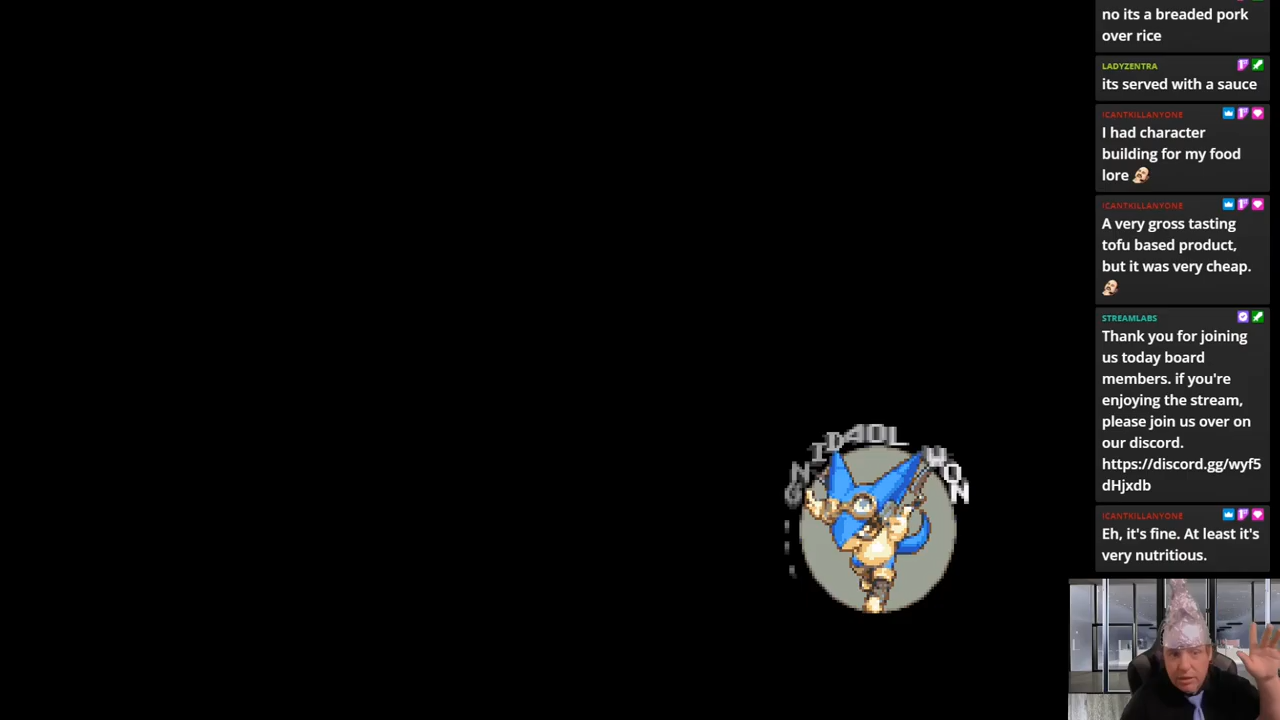 no its a breaded pork
over rice
LADYZENTRA
its served with a sauce
ICANTKILLANYONE
I had character
building for my food
lore
ICANTKILLANYONE
A very gross tasting
tofu based product,
but it was very cheap.
STREAMLABS
Thank you for joining
us today board
members. if you're
enjoying the stream,
please join us over on
our discord.
https://discord.gg/wyf5
dHjxdb
ICANTKILLANYONE
Eh, it's fine. At least it's
very nutritious.
NOW LOADING...